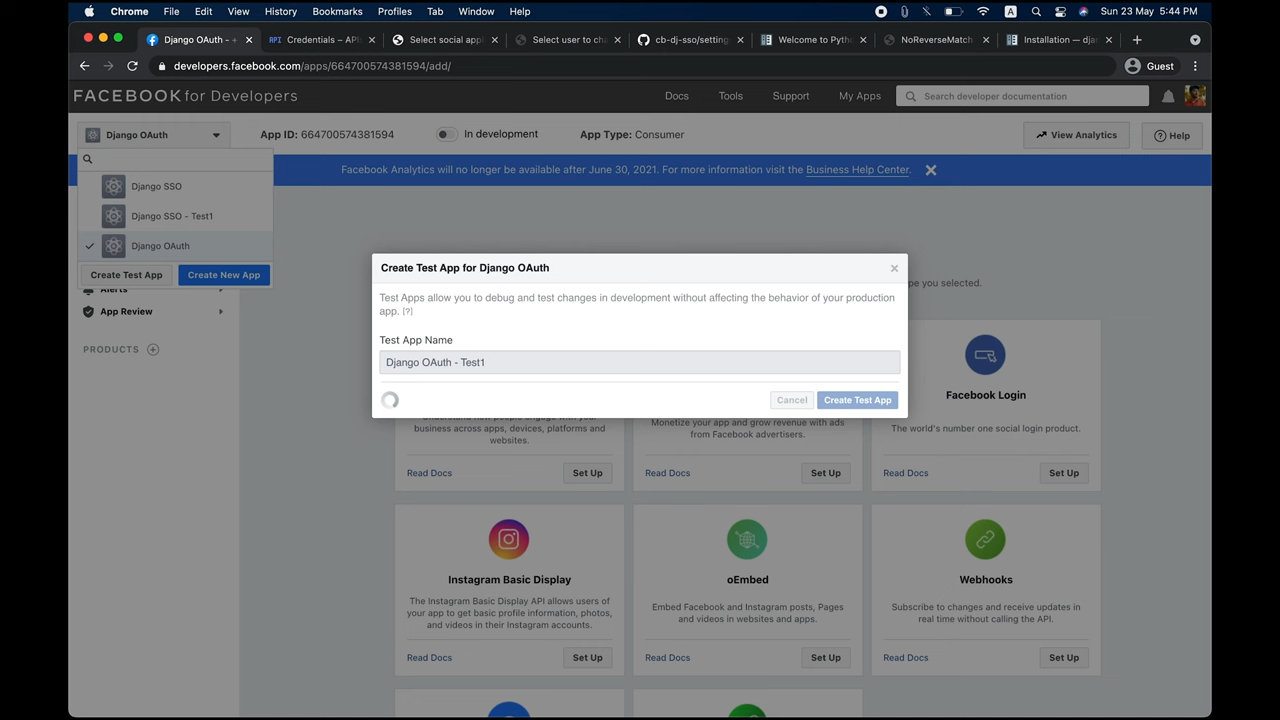 Chrome File Edit View History Bookmarks Profiles Tab Window Help A Sun 23 May 5:44 PM
Django OAuth - + API Credentials – API Select social app Select user to ch cb-dj-sso/setting Welcome to Pyth NoReverseMatch Installation — djan
developers.facebook.com/apps/664700574381594/add/ Guest
FACEBOOK for Developers Docs Tools Support My Apps Search developer documentation
Django OAuth App ID: 664700574381594 In development App Type: Consumer View Analytics Help
Facebook Analytics will no longer be available after June 30, 2021. For more information visit the Business Help Center.
Django SSO
Django SSO - Test1
Django OAuth
Create Test App Create New App
Alerts
App Review
PRODUCTS
Create Test App for Django OAuth
Test Apps allow you to debug and test changes in development without affecting the behavior of your production
app. [?]
Test App Name
Django OAuth - Test1
Cancel Create Test App
pe you selected.
business across apps, devices, platforms and
websites.
Read Docs Set Up
Monetize your app and grow revenue with ads
from Facebook advertisers.
Read Docs Set Up
Facebook Login
The world's number one social login product.
Read Docs Set Up
Instagram Basic Display
The Instagram Basic Display API allows users of
your app to get basic profile information, photos,
and videos in their Instagram accounts.
Read Docs Set Up
oEmbed
Embed Facebook and Instagram posts, Pages
and videos in websites and apps.
Read Docs Set Up
Webhooks
Subscribe to changes and receive updates in
real time without calling the API.
Read Docs Set Up